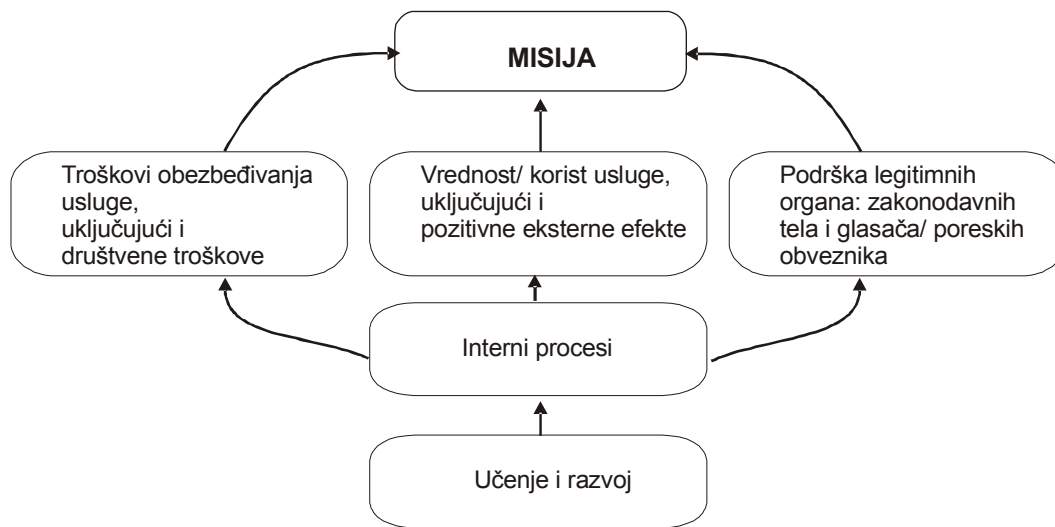 MISIJA
Troškovi obezbeđivanja
usluge,
uključujući i
društvene troškove
Vrednost/ korist usluge,
uključujući i
pozitivne eksterne efekte
Podrška legitimnih
organa: zakonodavnih
tela i glasača/ poreskih
obveznika
Interni procesi
Učenje i razvoj